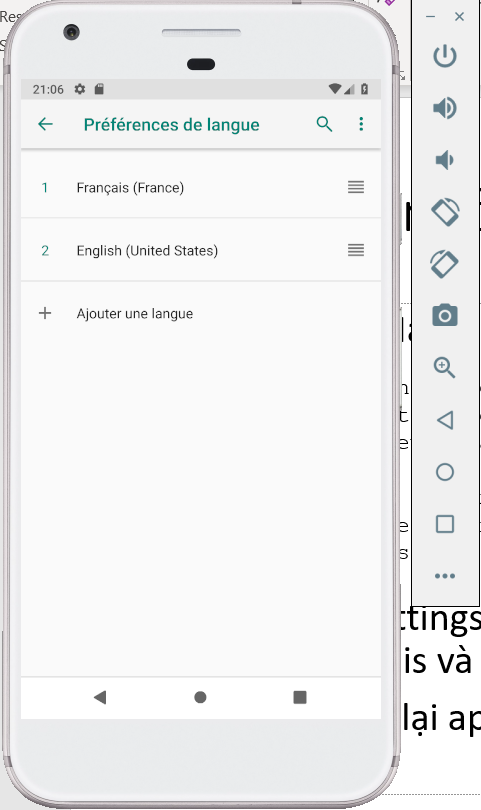 Res
21:06
Préférences de langue
1 Français (France)
2 English (United States)
+ Ajouter une langue
ttings
is và
lại ap